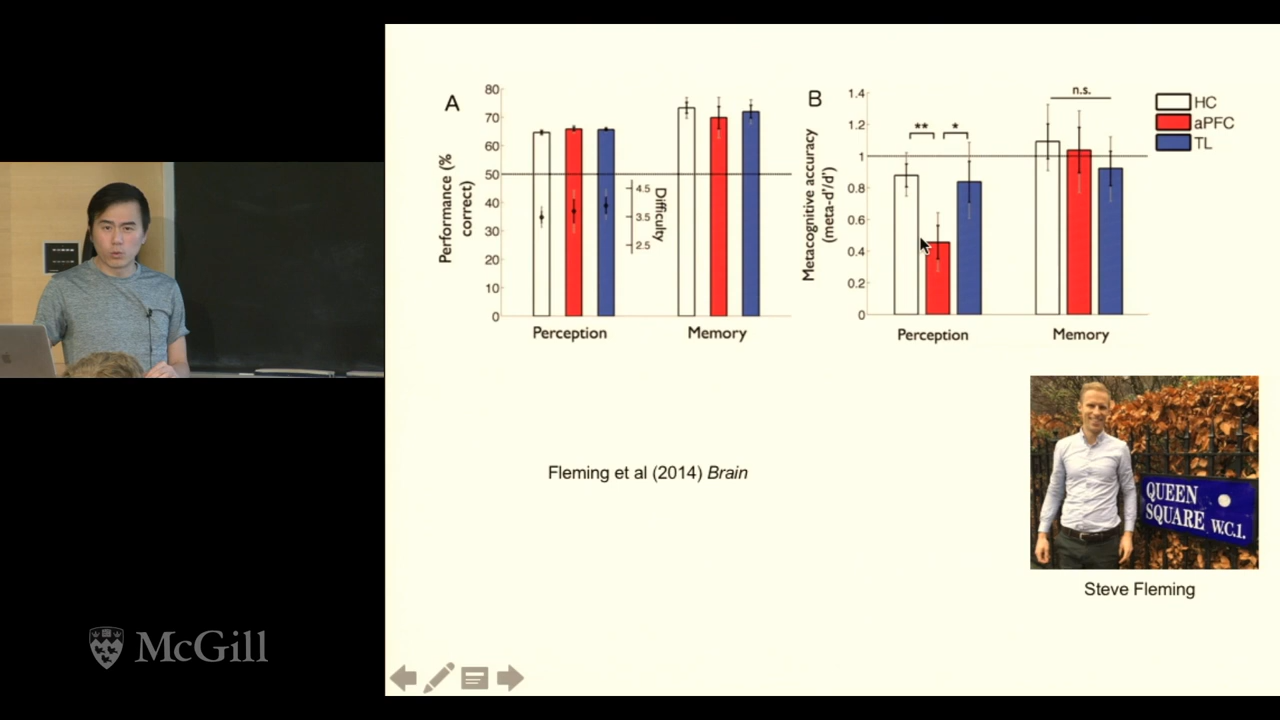 A
80
70
60
50
40
30
20
10
0
Performance (%
correct)
4.5
3.5
2.5
Difficulty
Perception
Memory
B
1.4
1.2
1
0.8
0.6
0.4
0.2
0
Metacognitive accuracy
(meta-d'/d')
**
*
n.s.
Perception
Memory
HC
aPFC
TL
Fleming et al (2014) Brain
QUEEN
SQUARE W.C.1.
Steve Fleming
McGill